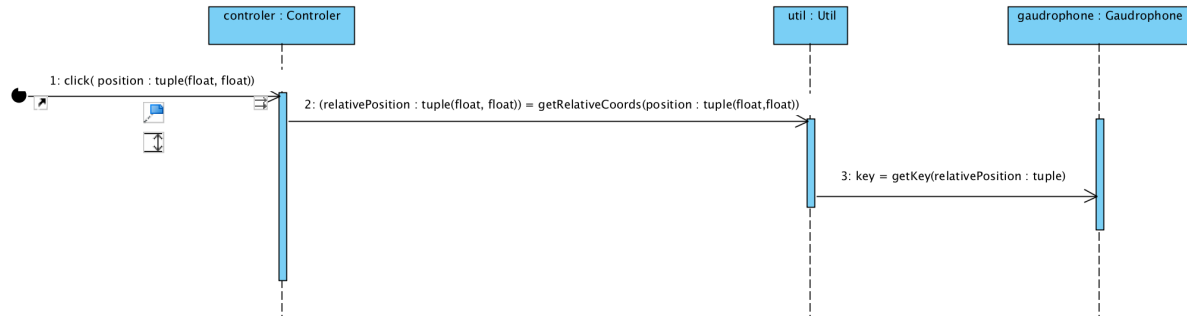 controler : Controler
util : Util
gaudrophone : Gaudrophone
1: click( position : tuple(float, float))
2: (relativePosition : tuple(float, float)) = getRelativeCoords(position : tuple(float,float))
3: key = getKey(relativePosition : tuple)